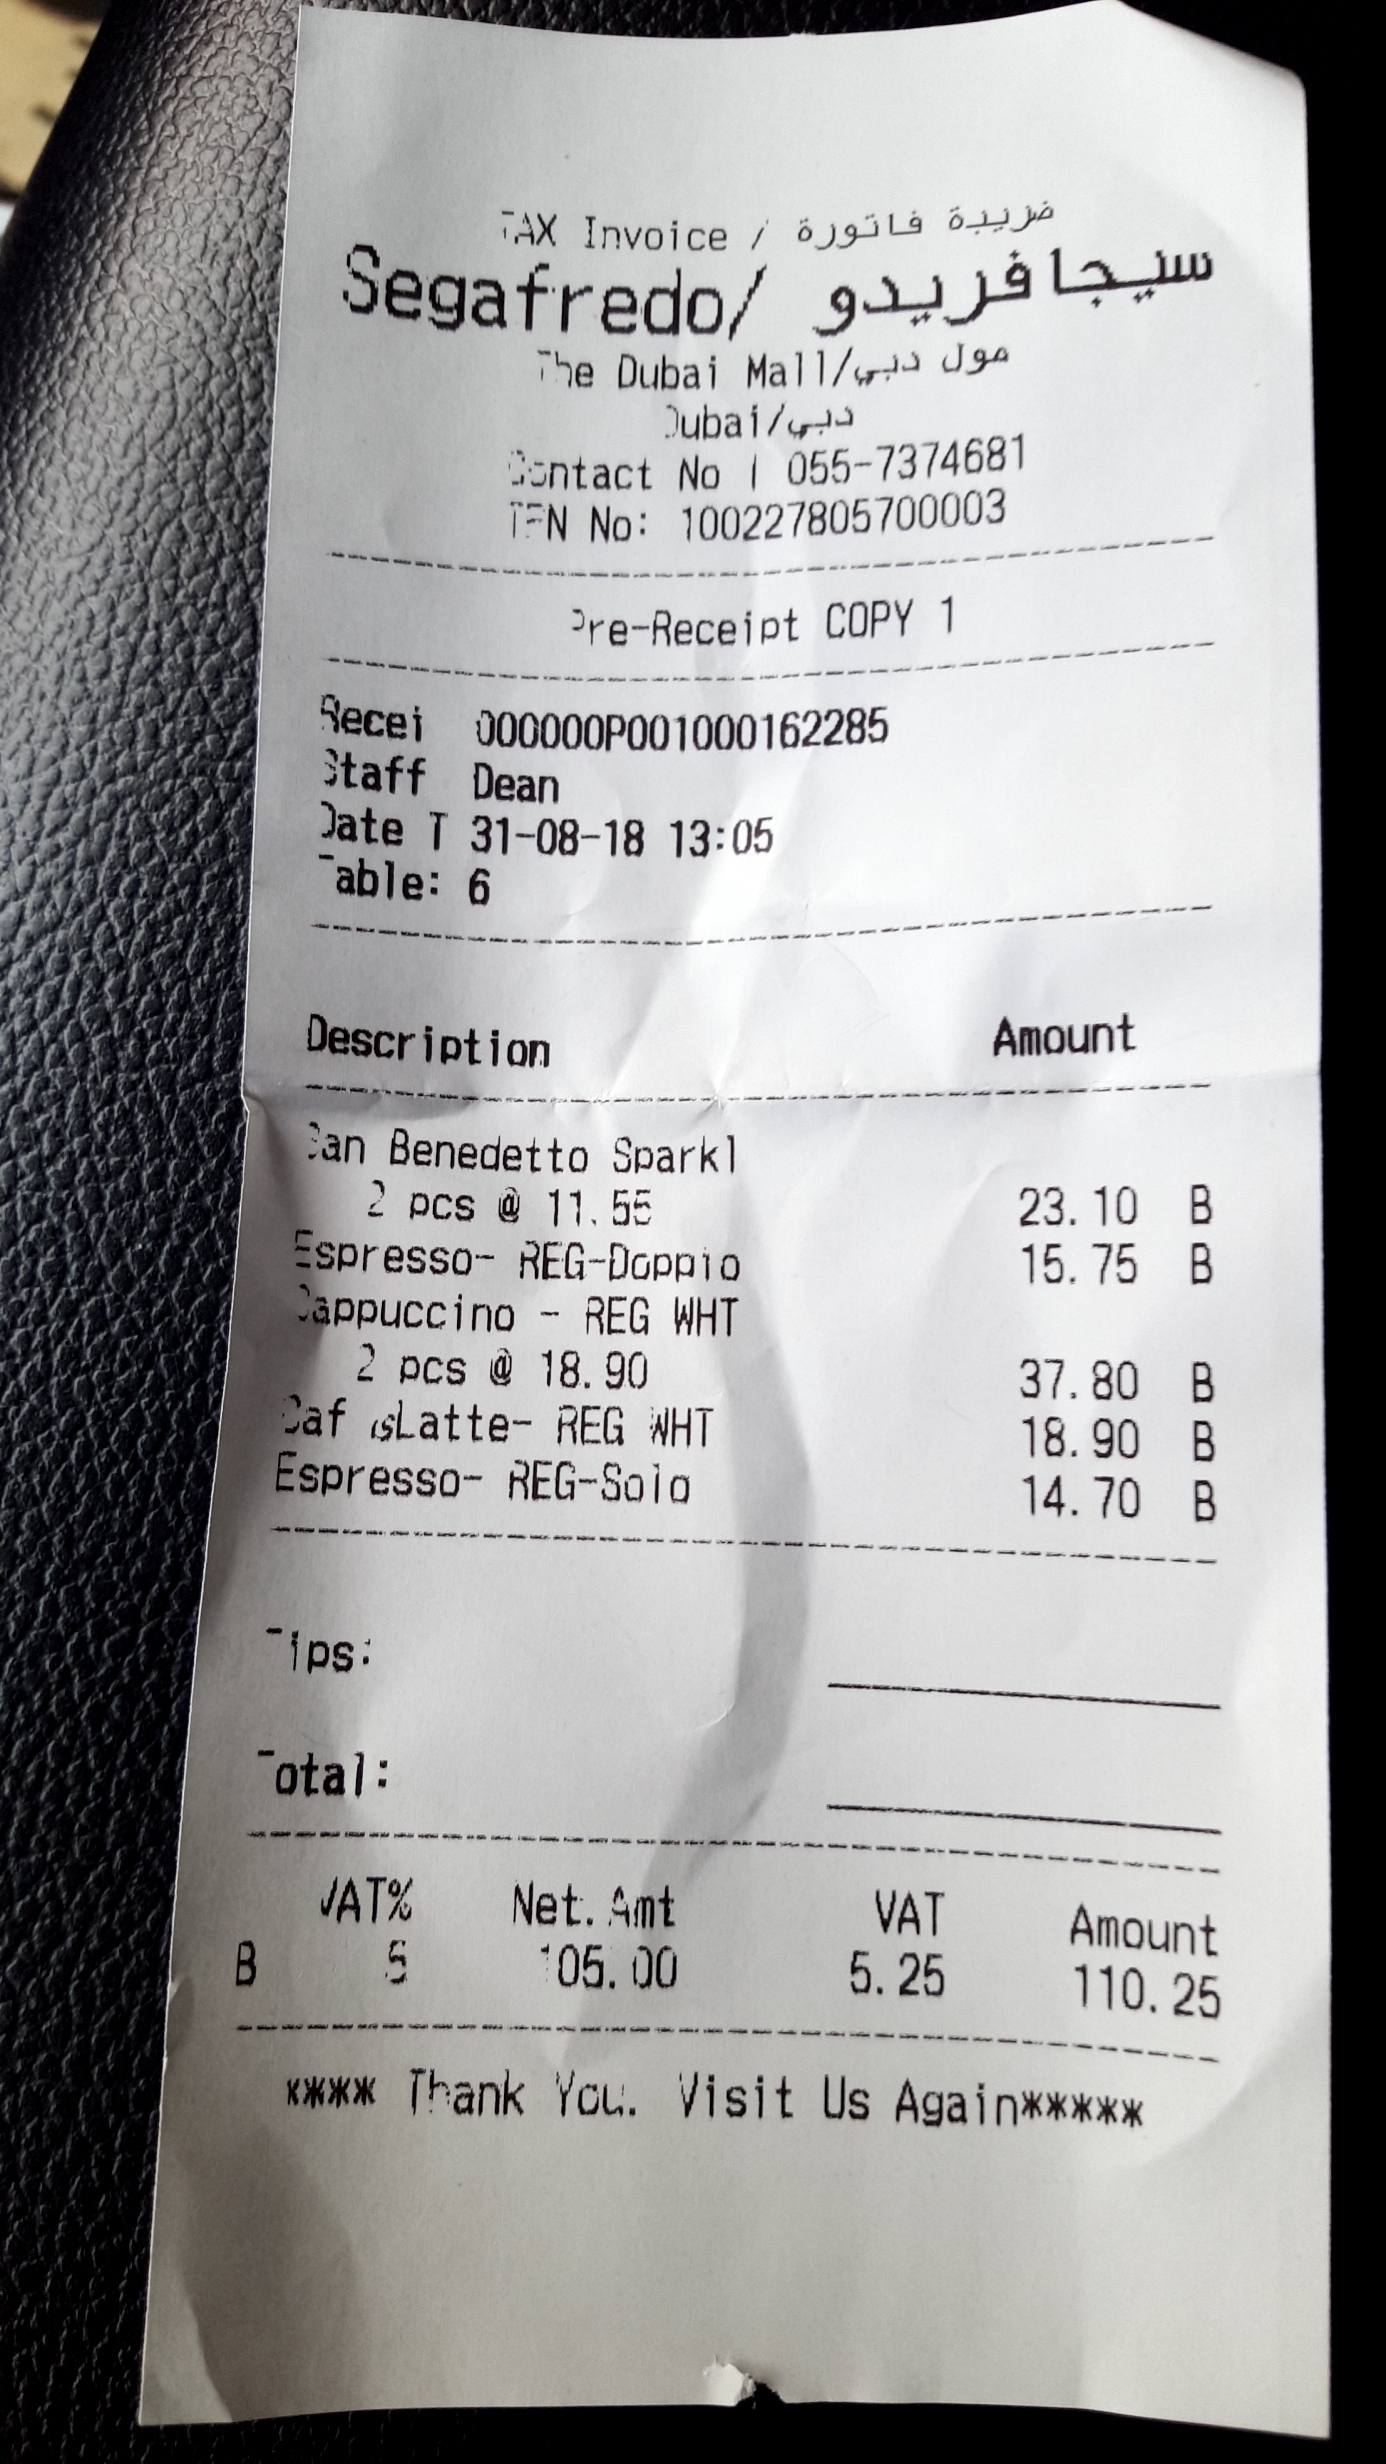 TAX Invoice / ضريبة فاتورة
Segafredo/ سيجافريدو
The Dubai Mall/مول دبي
Dubai/دبي
Contact No | 055-7374681
TRN No: 100227805700003
Pre-Receipt COPY 1
Recei 000000P001000162285
Staff Dean
Date T 31-08-18 13:05
Table: 6
Description Amount
San Benedetto Sparkl
2 pcs @ 11.55 23.10 B
Espresso- REG-Doppio 15.75 B
Cappuccino - REG WHT
2 pcs @ 18.90 37.80 B
Caf Latte- REG WHT 18.90 B
Espresso- REG-Solo 14.70 B
Tips:
Total:
VAT% Net.Amt VAT Amount
B 5 105.00 5.25 110.25
**** Thank You. Visit Us Again*****